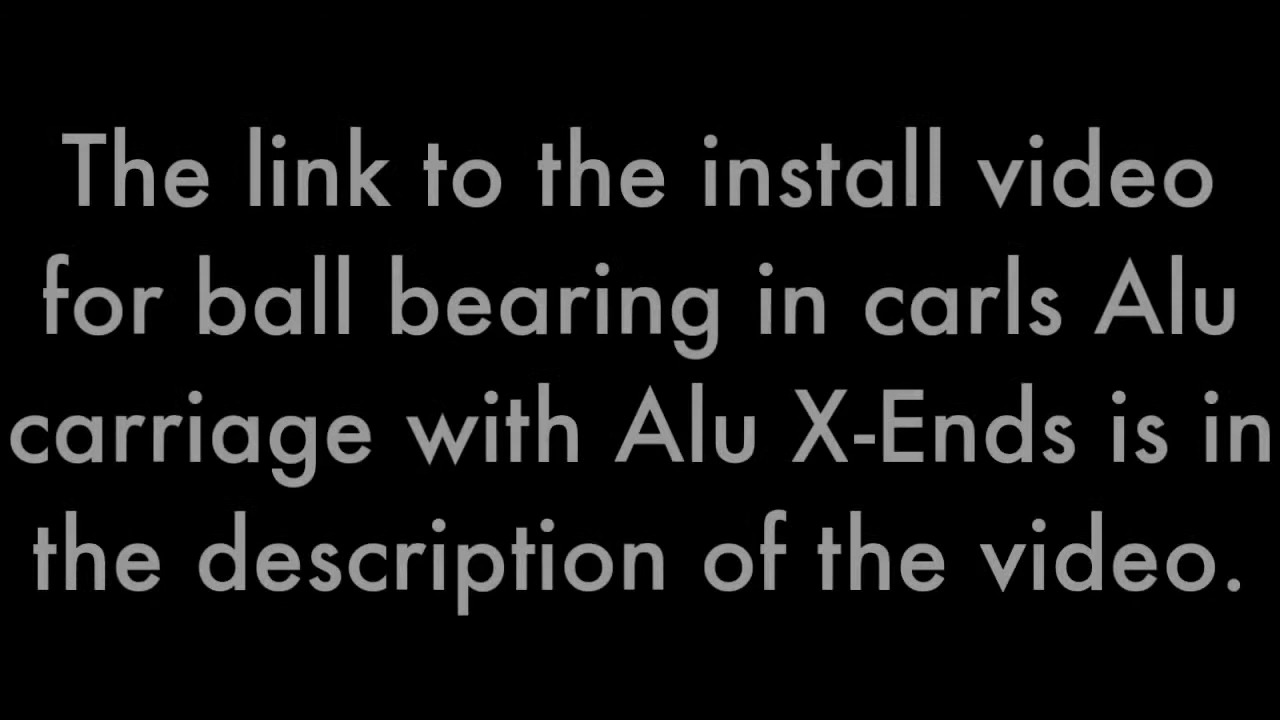 The link to the install video
for ball bearing in carls Alu
carriage with Alu X-Ends is in
the description of the video.